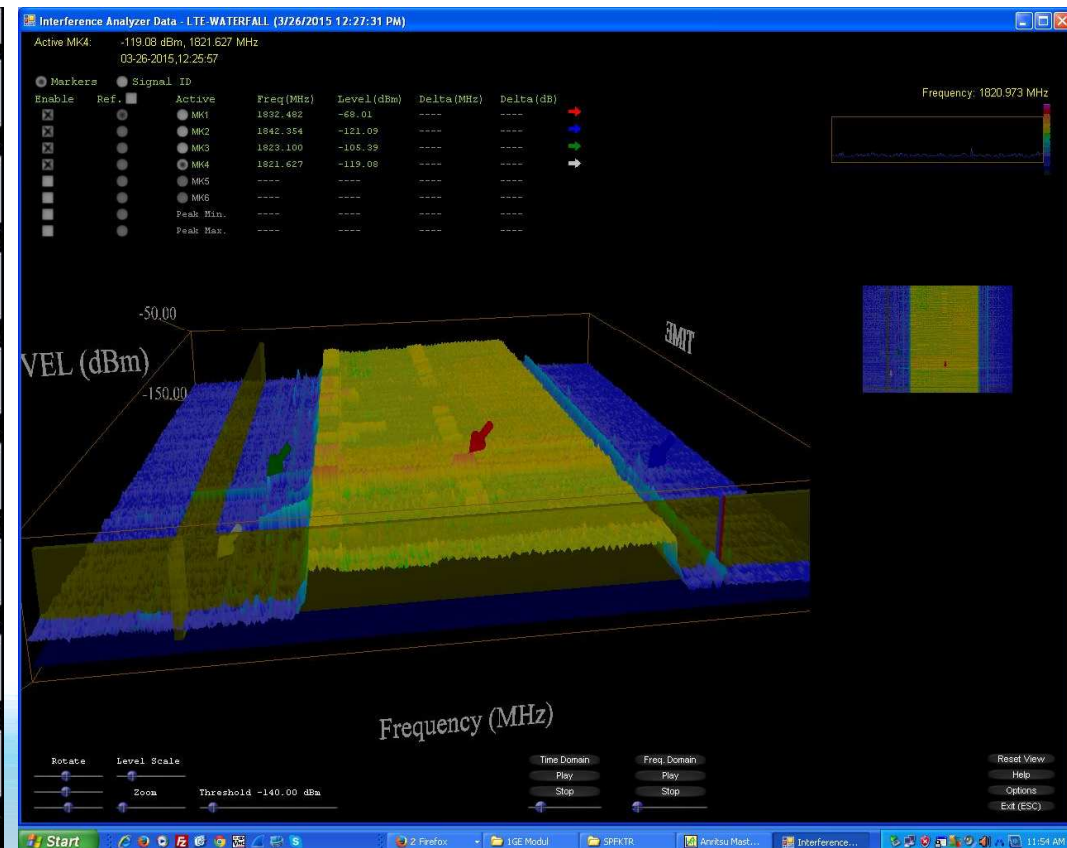 Interference Analyzer Data - LTE-WATERFALL (3/26/2015 12:27:31 PM)
Active MK4: -119.08 dBm, 1821.627 MHz
03-26-2015,12:25:57
Markers Signal ID
Enable Ref. Active Freq(MHz) Level(dBm) Delta(MHz) Delta(dB)
MK1 1832.482 -68.01 ---- ----
MK2 1842.354 -121.09 ---- ----
MK3 1823.100 -105.39 ---- ----
MK4 1821.627 -119.08 ---- ----
MK5 ---- ---- ---- ----
MK6 ---- ---- ---- ----
Peak Min. ---- ---- ---- ----
Peak Max. ---- ---- ---- ----
Frequency: 1820.973 MHz
-50.00
VEL (dBm)
-150.00
TIME
Frequency (MHz)
Rotate Level Scale
Zoom Threshold -140.00 dBm
Time Domain
Play
Stop
Freq. Domain
Play
Stop
Reset View
Help
Options
Exit (ESC)
Start 2 Firefox 1GE Modul SPFKTR Anritsu Mast... Interference... 11:54 AM